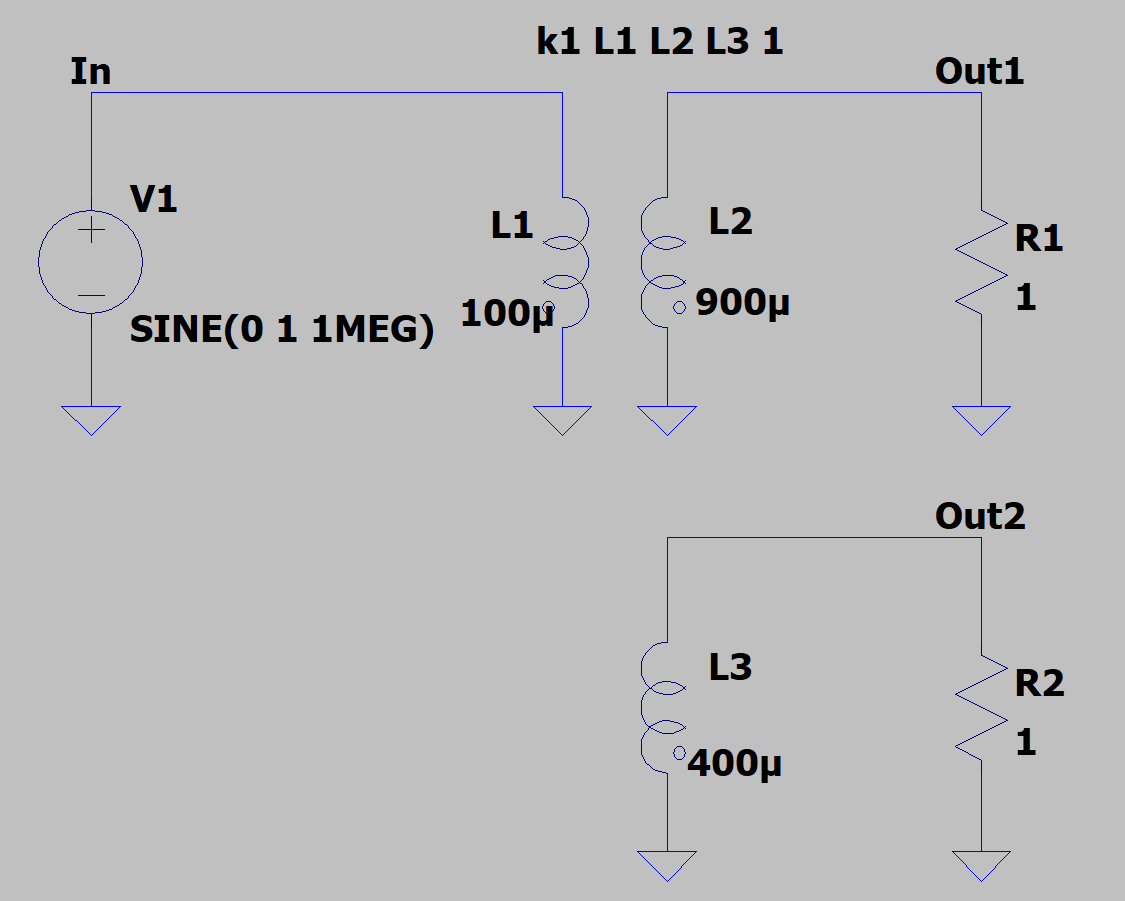 k1 L1 L2 L3 1
In
Out1
V1
L1
L2
R1
100µ
900µ
1
SINE(0 1 1MEG)
Out2
L3
R2
1
400µ